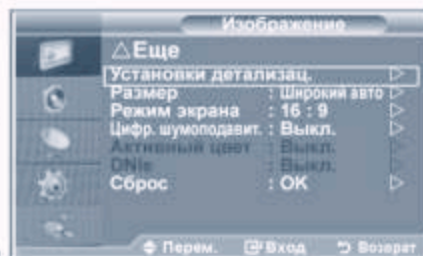 Изображение
△Еще
Установки детализац. ▷
Размер : Широкий авто ▷
Режим экрана : 16 : 9 ▷
Цифр. шумоподавит. : Выкл. ▷
Активный цвет : Выкл. ▷
DNIe : Выкл. ▷
Сброс : OK ▷
Перем. Вход Возврат